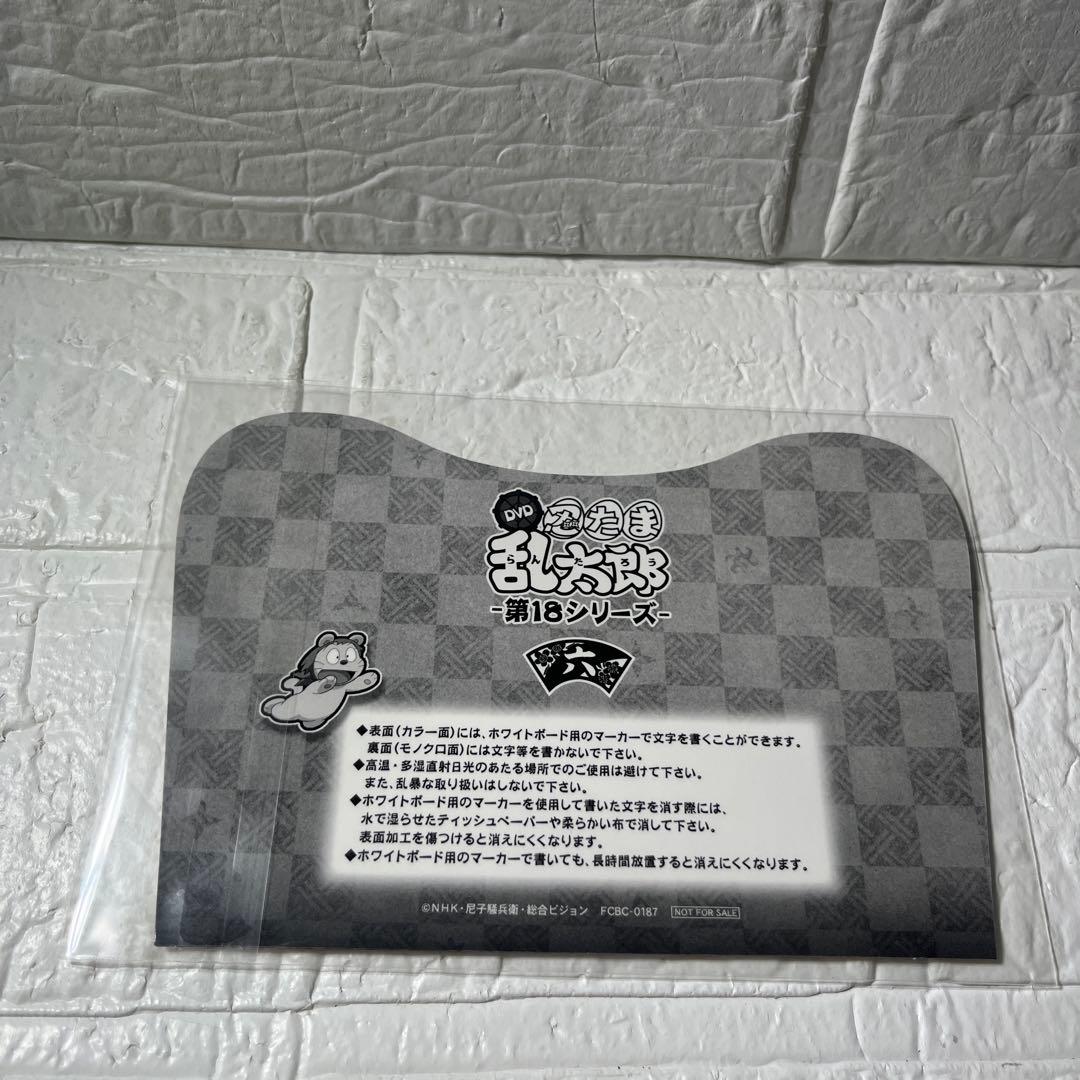 DVD
忍たま
乱太郎
らんたろう
-第18シリーズ-
六
◆表面(カラー面)には、ホワイトボード用のマーカーで文字を書くことができます。
裏面(モノクロ面)には文字等を書かないで下さい。
◆高温・多湿直射日光のあたる場所でのご使用は避けて下さい。
また、乱暴な取り扱いはしないで下さい。
◆ホワイトボード用のマーカーを使用して書いた文字を消す際には、
水で湿らせたティッシュペーパーや柔らかい布で消して下さい。
表面加工を傷つけると消えにくくなります。
◆ホワイトボード用のマーカーで書いても、長時間放置すると消えにくくなります。
©NHK・尼子騒兵衛・総合ビジョン FCBC-0187 NOT FOR SALE